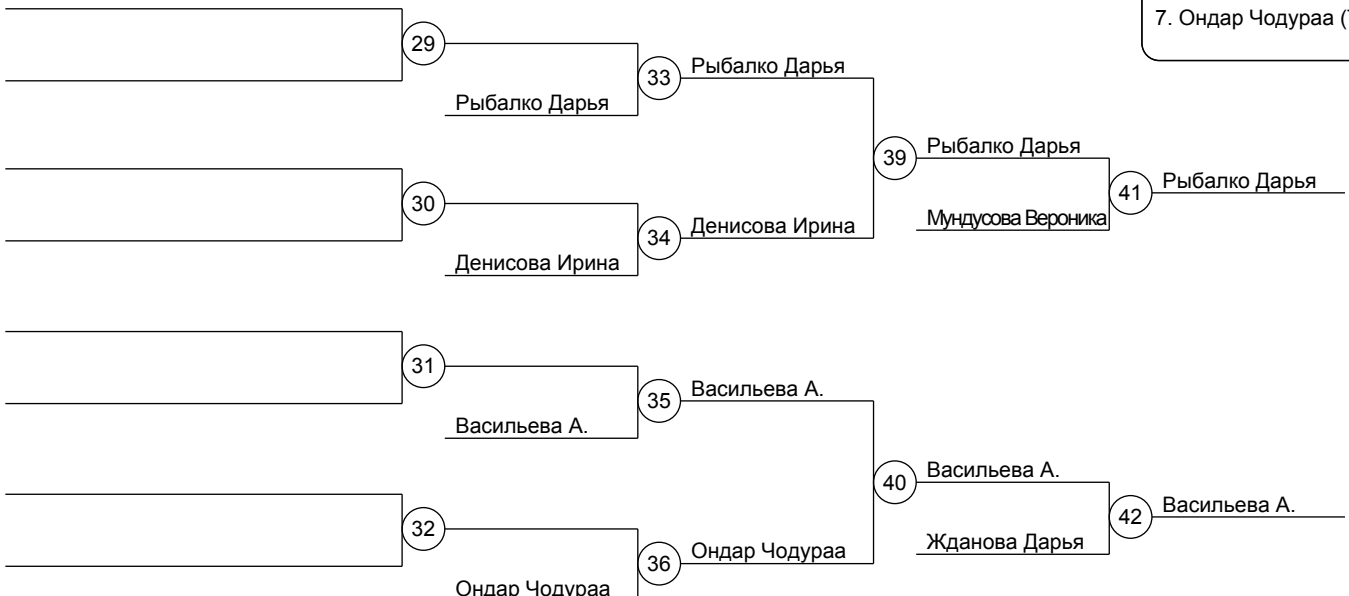 7. Ондар Чодураа (
29
33
Рыбалко Дарья
Рыбалко Дарья
39
Рыбалко Дарья
41
Рыбалко Дарья
30
34
Денисова Ирина
Мундусова Вероника
Денисова Ирина
31
35
Васильева А.
Васильева А.
40
Васильева А.
42
Васильева А.
32
36
Ондар Чодураа
Жданова Дарья
Ондар Чодураа